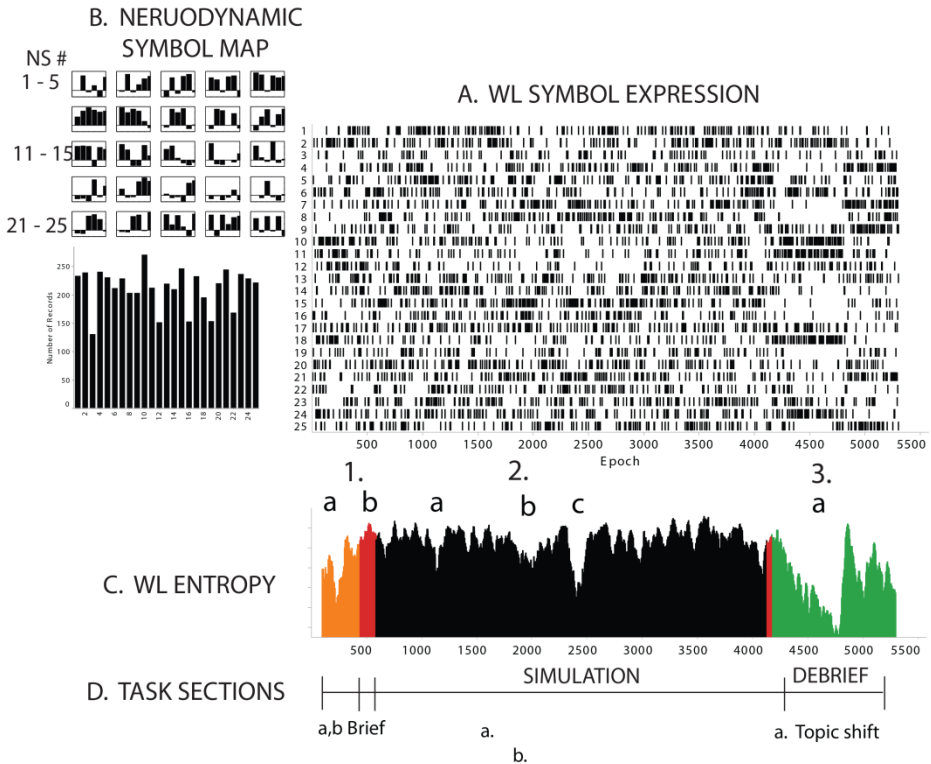 B. NERUODYNAMIC
SYMBOL MAP
NS #
1 - 5
11 - 15
21 - 25
250
200
150
100
50
0
Number of Records
2 4 6 8 10 12 14 16 18 20 22 24
A. WL SYMBOL EXPRESSION
1
2
3
4
5
6
7
8
9
10
11
12
13
14
15
16
17
18
19
20
21
22
23
24
25
500 1000 1500 2000 2500 3000 3500 4000 4500 5000 5500
Epoch
1. 2. 3.
a b a b c a
C. WL ENTROPY
500 1000 1500 2000 2500 3000 3500 4000 4500 5000 5500
D. TASK SECTIONS
SIMULATION
DEBRIEF
a,b Brief
a.
a. Topic shift
b.